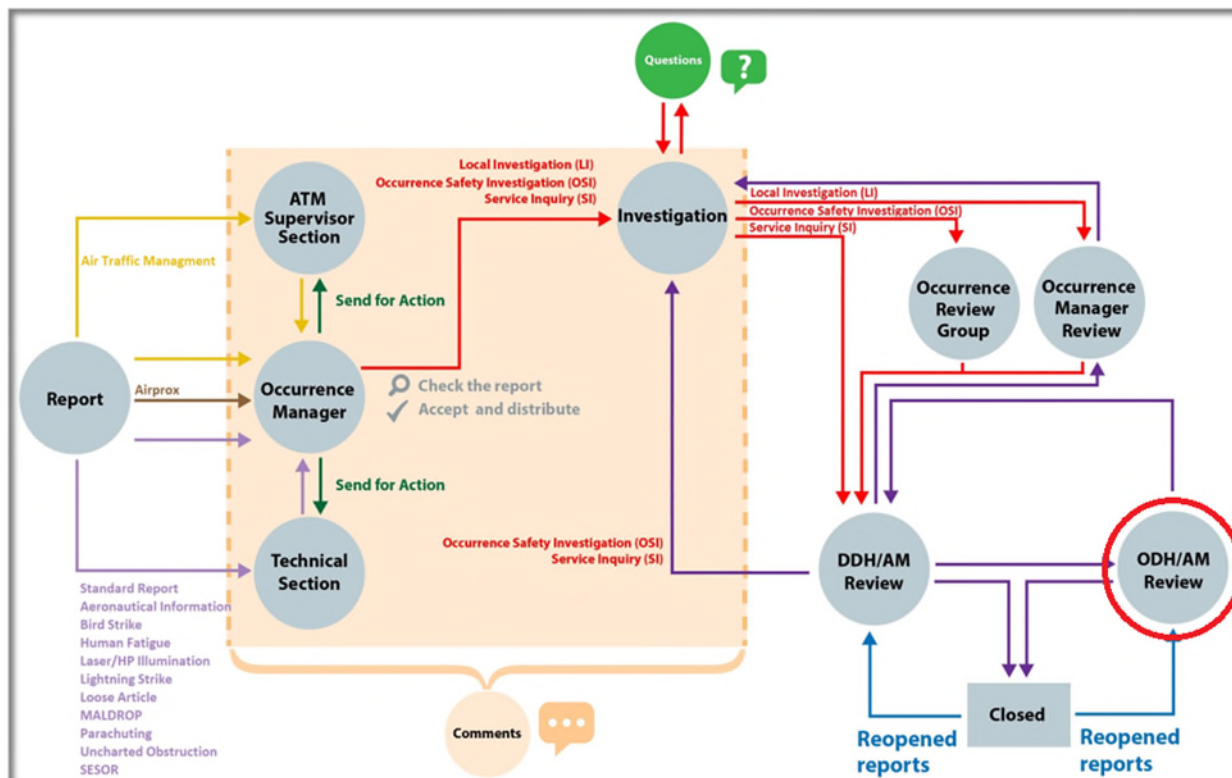 Questions
?
Local Investigation (LI)
Occurrence Safety Investigation (OSI)
Service Inquiry (SI)
ATM
Supervisor
Section
Investigation
Local Investigation (LI)
Occurrence Safety Investigation (OSI)
Service Inquiry (SI)
Air Traffic Managment
Send for Action
Occurrence
Review
Group
Occurrence
Manager
Review
Report
Airprox
Occurrence
Manager
Check the report
Accept and distribute
Send for Action
Technical
Section
Occurrence Safety Investigation (OSI)
Service Inquiry (SI)
DDH/AM
Review
ODH/AM
Review
Standard Report
Aeronautical Information
Bird Strike
Human Fatigue
Laser/HP Illumination
Lightning Strike
Loose Article
MALDROP
Parachuting
Uncharted Obstruction
SESOR
Comments
Closed
Reopened
reports
Reopened
reports